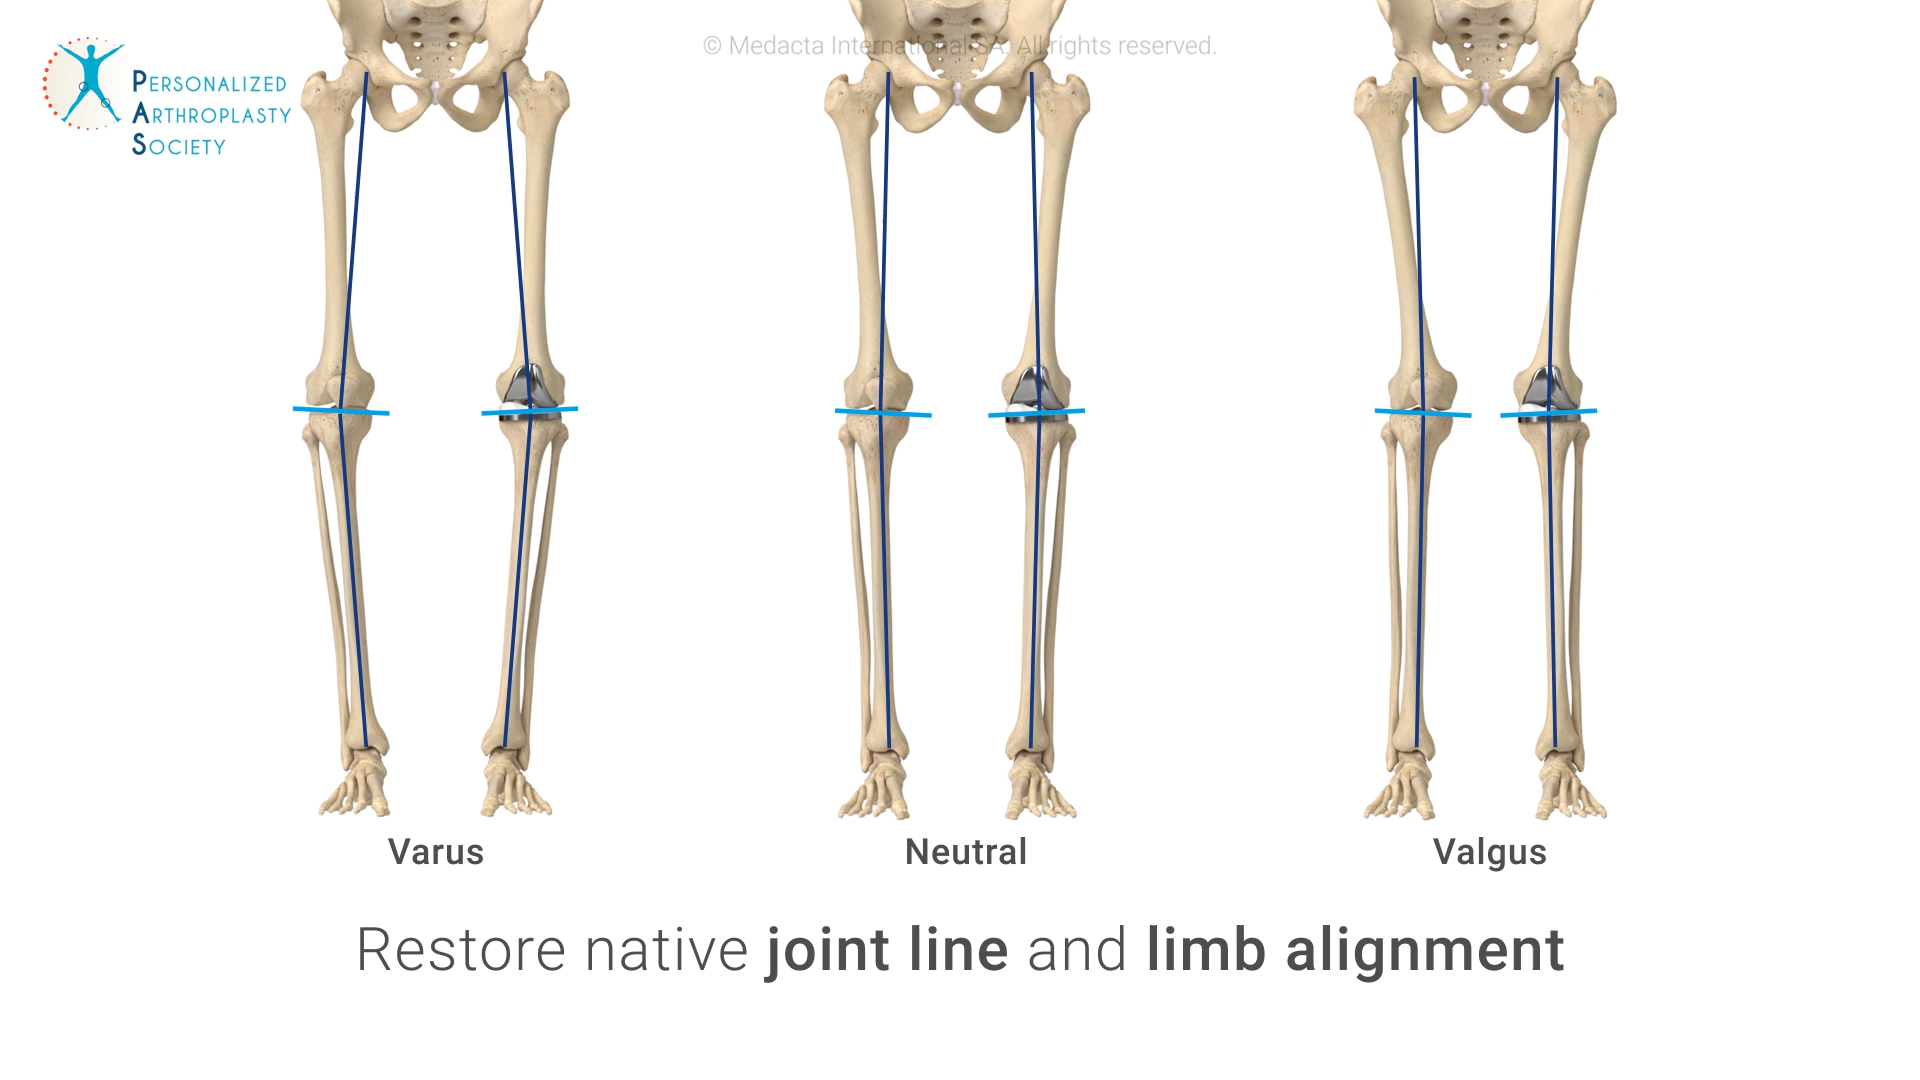 © Medacta International SA. All rights reserved.
PERSONALIZED
ARTHROPLASTY
SOCIETY
Varus
Neutral
Valgus
Restore native joint line and limb alignment